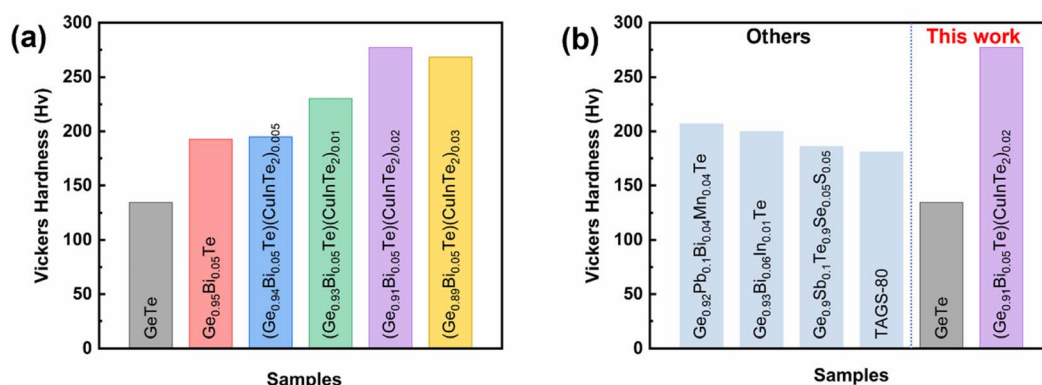 (a)
300
250
200
150
100
50
0
Vickers Hardness (Hv)
GeTe
Ge0.95Bi0.05Te
(Ge0.94Bi0.05Te)(CuInTe2)0.005
(Ge0.93Bi0.05Te)(CuInTe2)0.01
(Ge0.91Bi0.05Te)(CuInTe2)0.02
(Ge0.89Bi0.05Te)(CuInTe2)0.03
Samples
(b)
Others
This work
300
250
200
150
100
50
0
Vickers Hardness (Hv)
Ge0.92Pb0.1Bi0.04Mn0.04Te
Ge0.93Bi0.06In0.01Te
Ge0.9Sb0.1Te0.9Se0.05S0.05
TAGS-80
GeTe
(Ge0.91Bi0.05Te)(CuInTe2)0.02
Samples